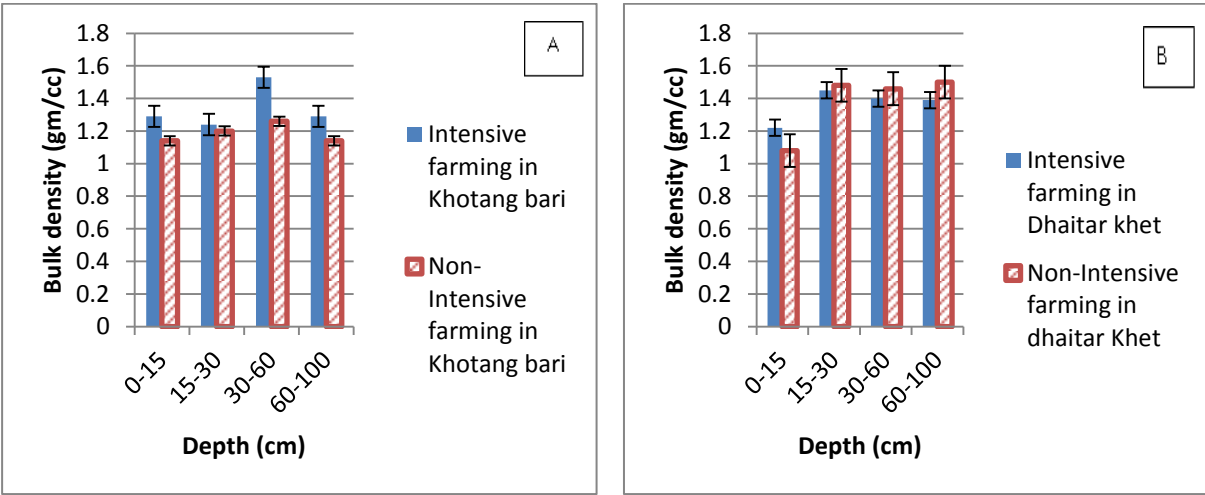 A
1.8
1.6
1.4
1.2
1
0.8
0.6
0.4
0.2
0
Bulk density (gm/cc)
0-15
15-30
30-60
60-100
Depth (cm)
Intensive
farming in
Khotang bari
Non-
Intensive
farming in
Khotang bari
B
1.8
1.6
1.4
1.2
1
0.8
0.6
0.4
0.2
0
Bulk density (gm/cc)
0-15
15-30
30-60
60-100
Depth (cm)
Intensive
farming in
Dhaitar khet
Non-Intensive
farming in
dhaitar Khet